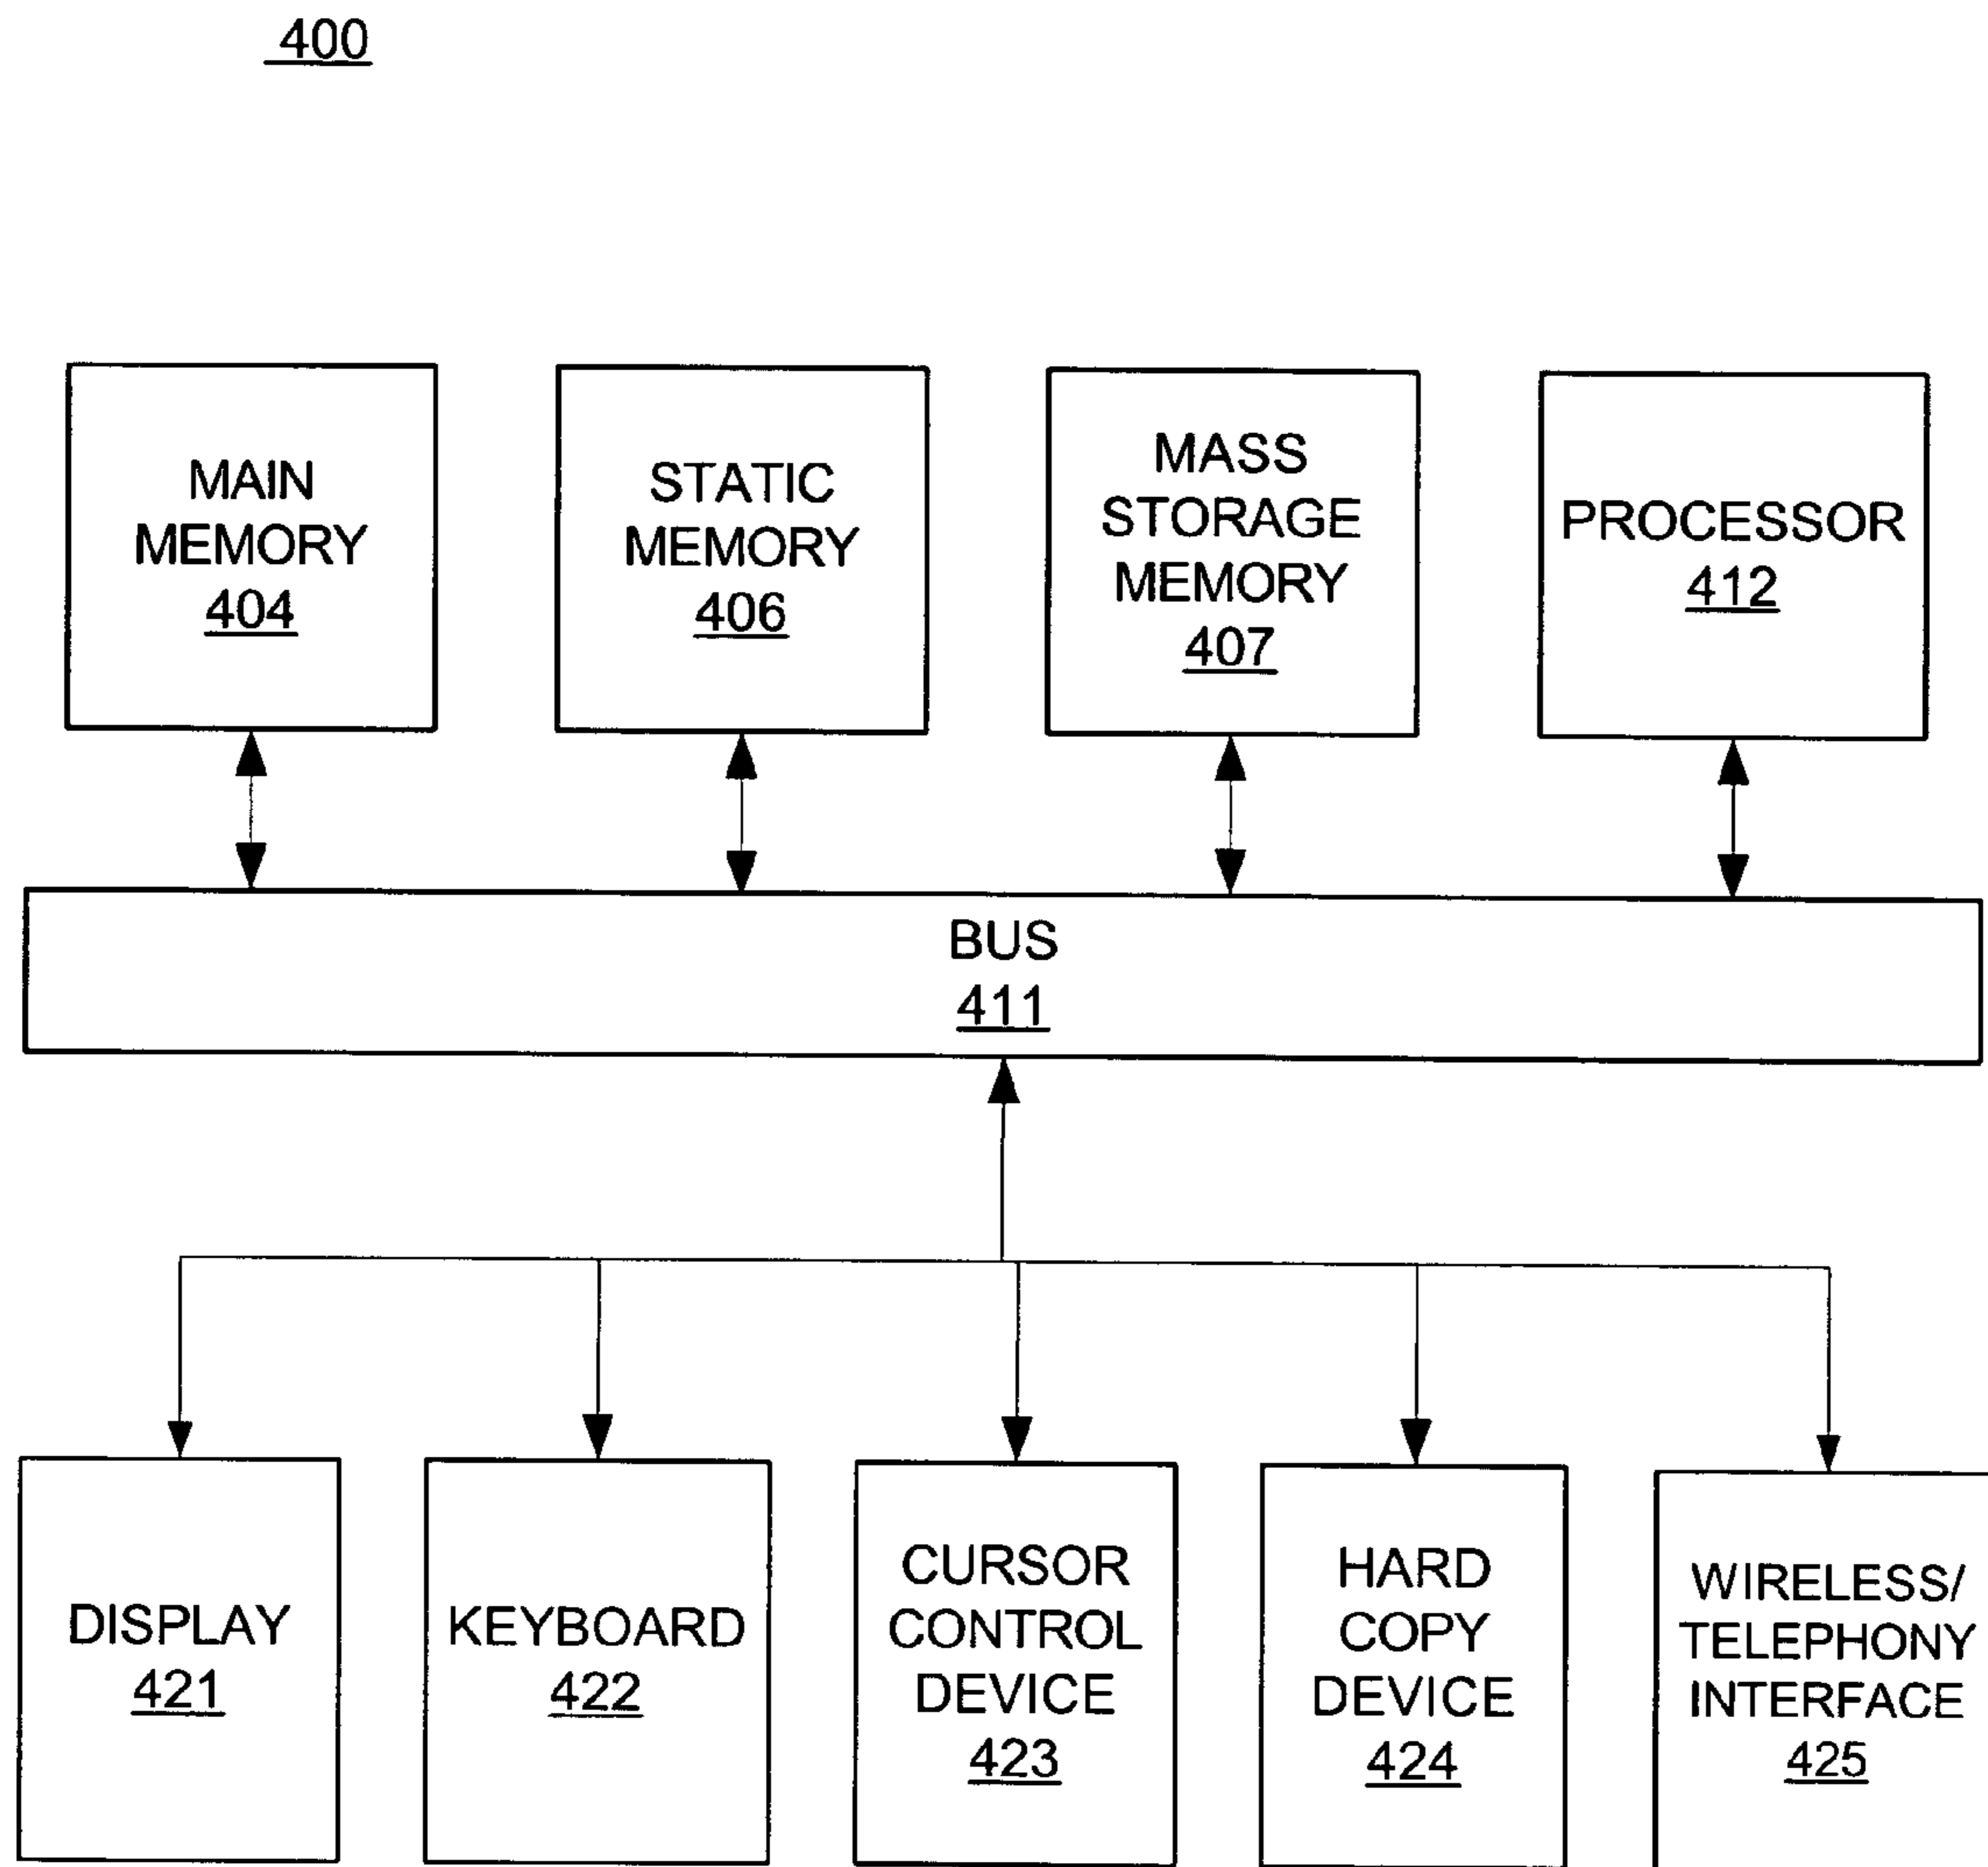 400
MAIN
MEMORY
404
STATIC
MEMORY
406
MASS
STORAGE
MEMORY
407
PROCESSOR
412
BUS
411
DISPLAY
421
KEYBOARD
422
CURSOR
CONTROL
DEVICE
423
HARD
COPY
DEVICE
424
WIRELESS/
TELEPHONY
INTERFACE
425